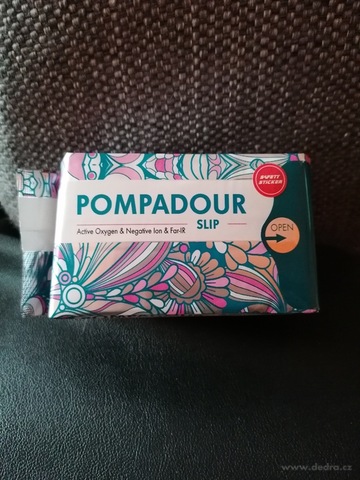 SAFETY
STICKER
POMPADOUR
SLIP
Active Oxygen & Negative Ion & Far-IR
OPEN
www.dedra.cz